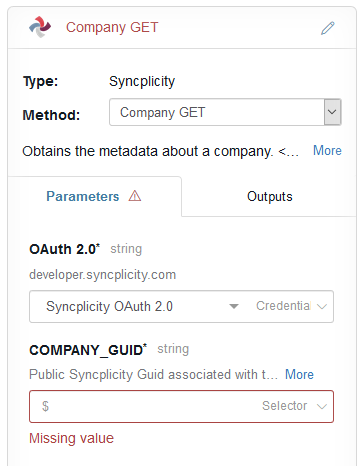 Company GET
Type: Syncplicity
Method: Company GET
Obtains the metadata about a company. <... More
Parameters Outputs
OAuth 2.0* string
developer.syncplicity.com
Syncplicity OAuth 2.0 Credentia
COMPANY_GUID* string
Public Syncplicity Guid associated with t... More
$ Selector
Missing value